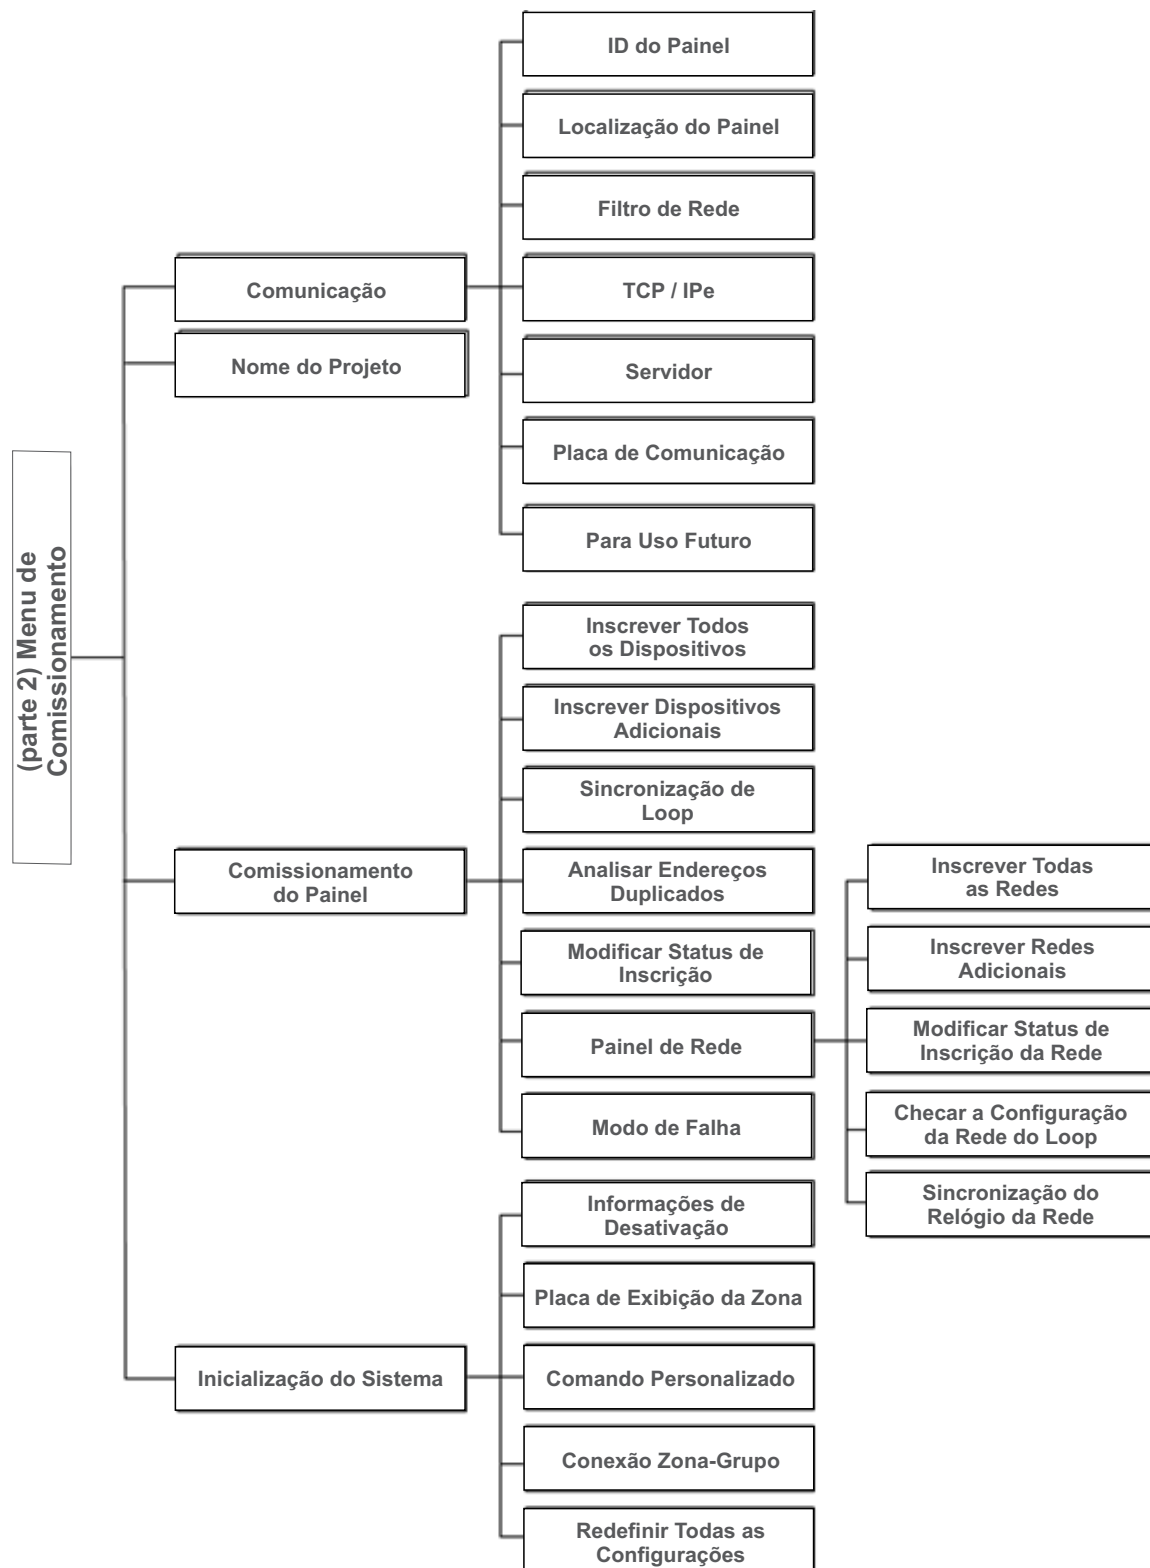 (parte 2) Menu de
Comissionamento
Comunicação
ID do Painel
Localização do Painel
Filtro de Rede
TCP / IPe
Servidor
Placa de Comunicação
Para Uso Futuro
Nome do Projeto
Comissionamento
do Painel
Inscrever Todos
os Dispositivos
Inscrever Dispositivos
Adicionais
Sincronização de
Loop
Analisar Endereços
Duplicados
Modificar Status de
Inscrição
Painel de Rede
Inscrever Todas
as Redes
Inscrever Redes
Adicionais
Modificar Status de
Inscrição da Rede
Checar a Configuração
da Rede do Loop
Sincronização do
Relógio da Rede
Modo de Falha
Inicialização do Sistema
Informações de
Desativação
Placa de Exibição da Zona
Comando Personalizado
Conexão Zona-Grupo
Redefinir Todas as
Configurações